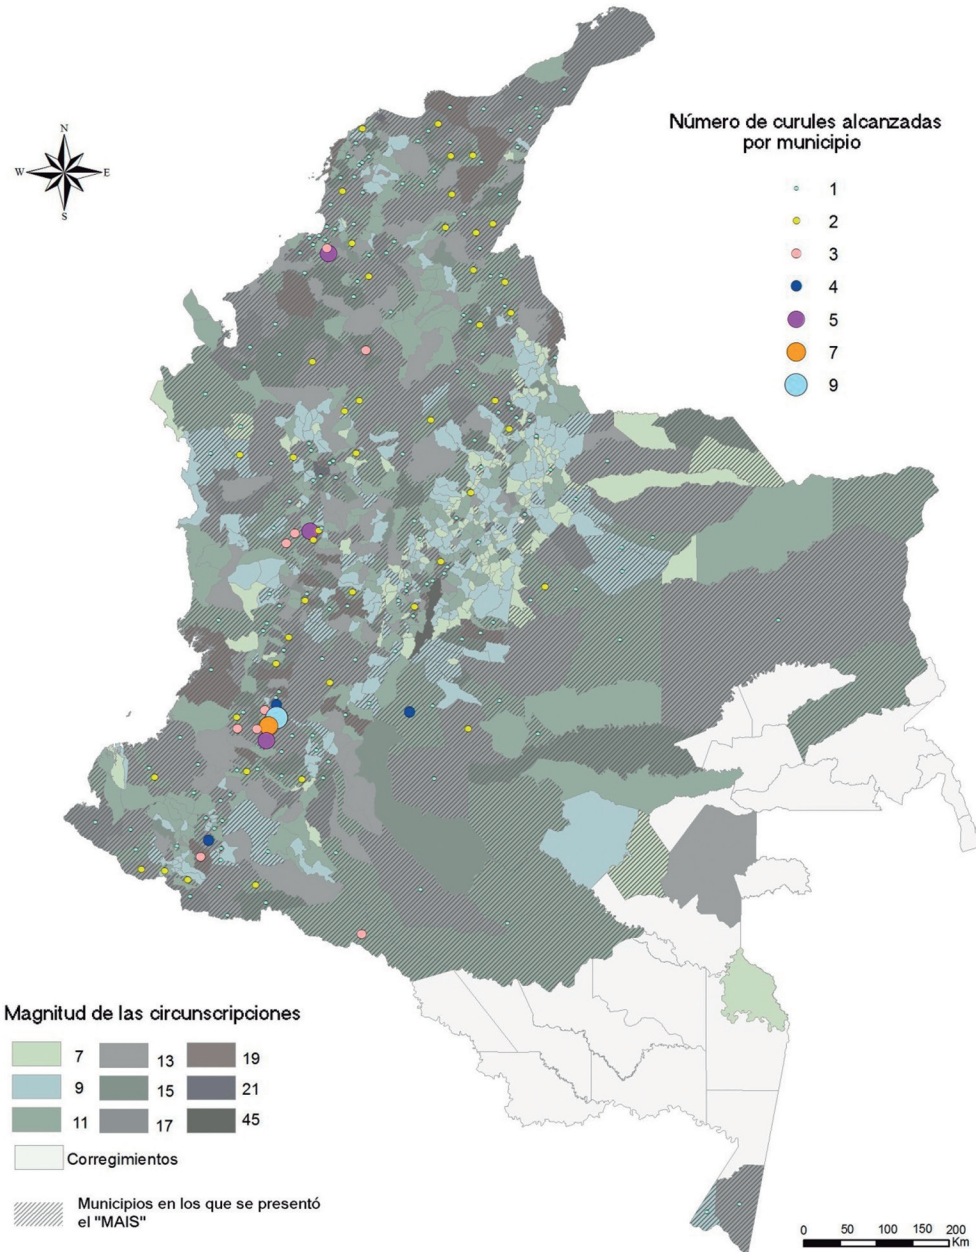 N
W
E
S
Número de curules alcanzadas
por municipio
1
2
3
4
5
7
9
Magnitud de las circunscripciones
7 13 19
9 15 21
11 17 45
Corregimientos
Municipios en los que se presentó
el "MAIS"
0 50 100 150 200
Km